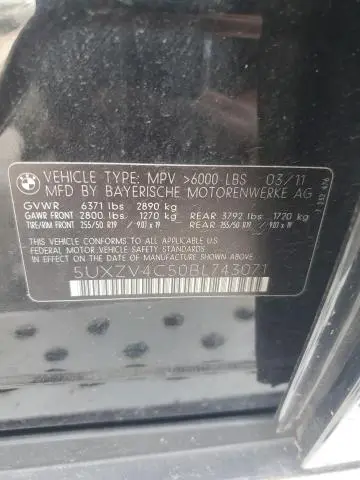 BMW
VEHICLE TYPE: MPV >6000 LBS 03/11
MFD BY BAYERISCHE MOTORENWERKE AG
GVWR 6371 lbs 2890 kg
GAWR FRONT 2800 lbs 1270 kg REAR 3792 lbs 1720 kg
TIRE/RIM FRONT 255/50 R19 / 9.0J x 19 REAR 255/50 R19 / 9.0J x 19
THIS VEHICLE CONFORMS TO ALL APPLICABLE U.S.
FEDERAL MOTOR VEHICLE SAFETY STANDARDS IN
EFFECT ON THE DATE OF MANUFACTURE SHOWN ABOVE.
5UXZV4C50BL743071